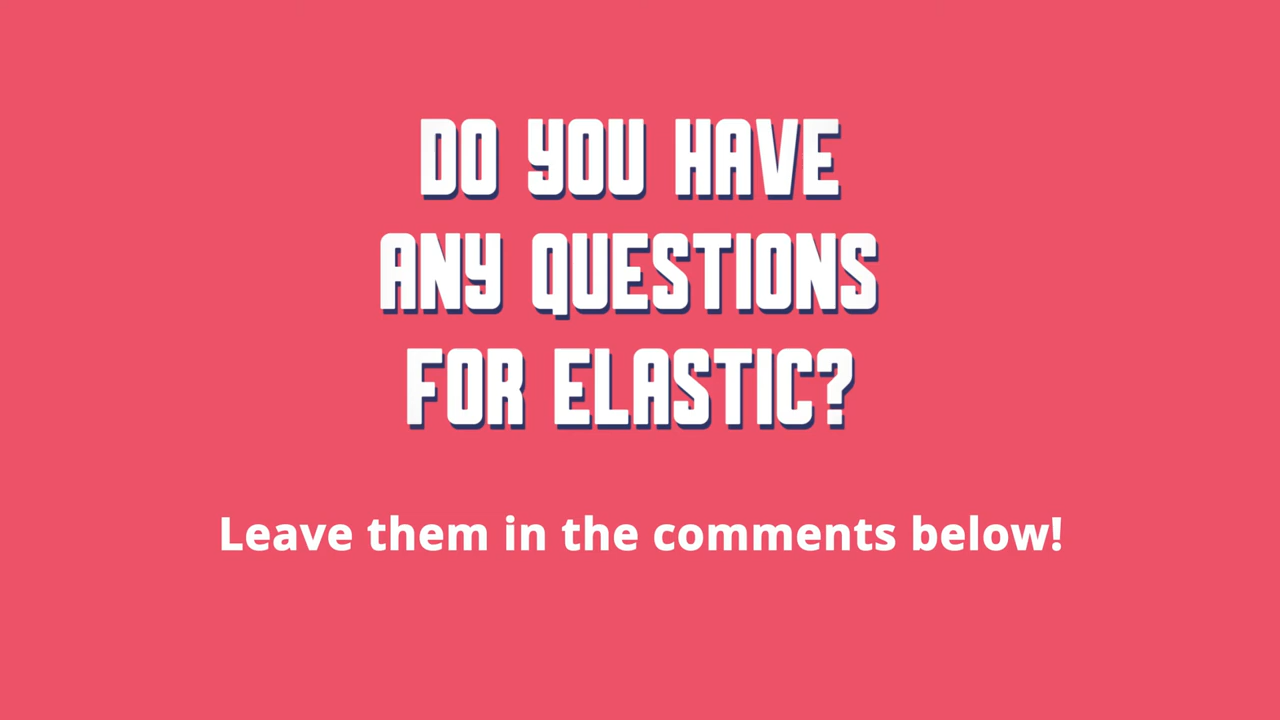 DO YOU HAVE
ANY QUESTIONS
FOR ELASTIC?
Leave them in the comments below!